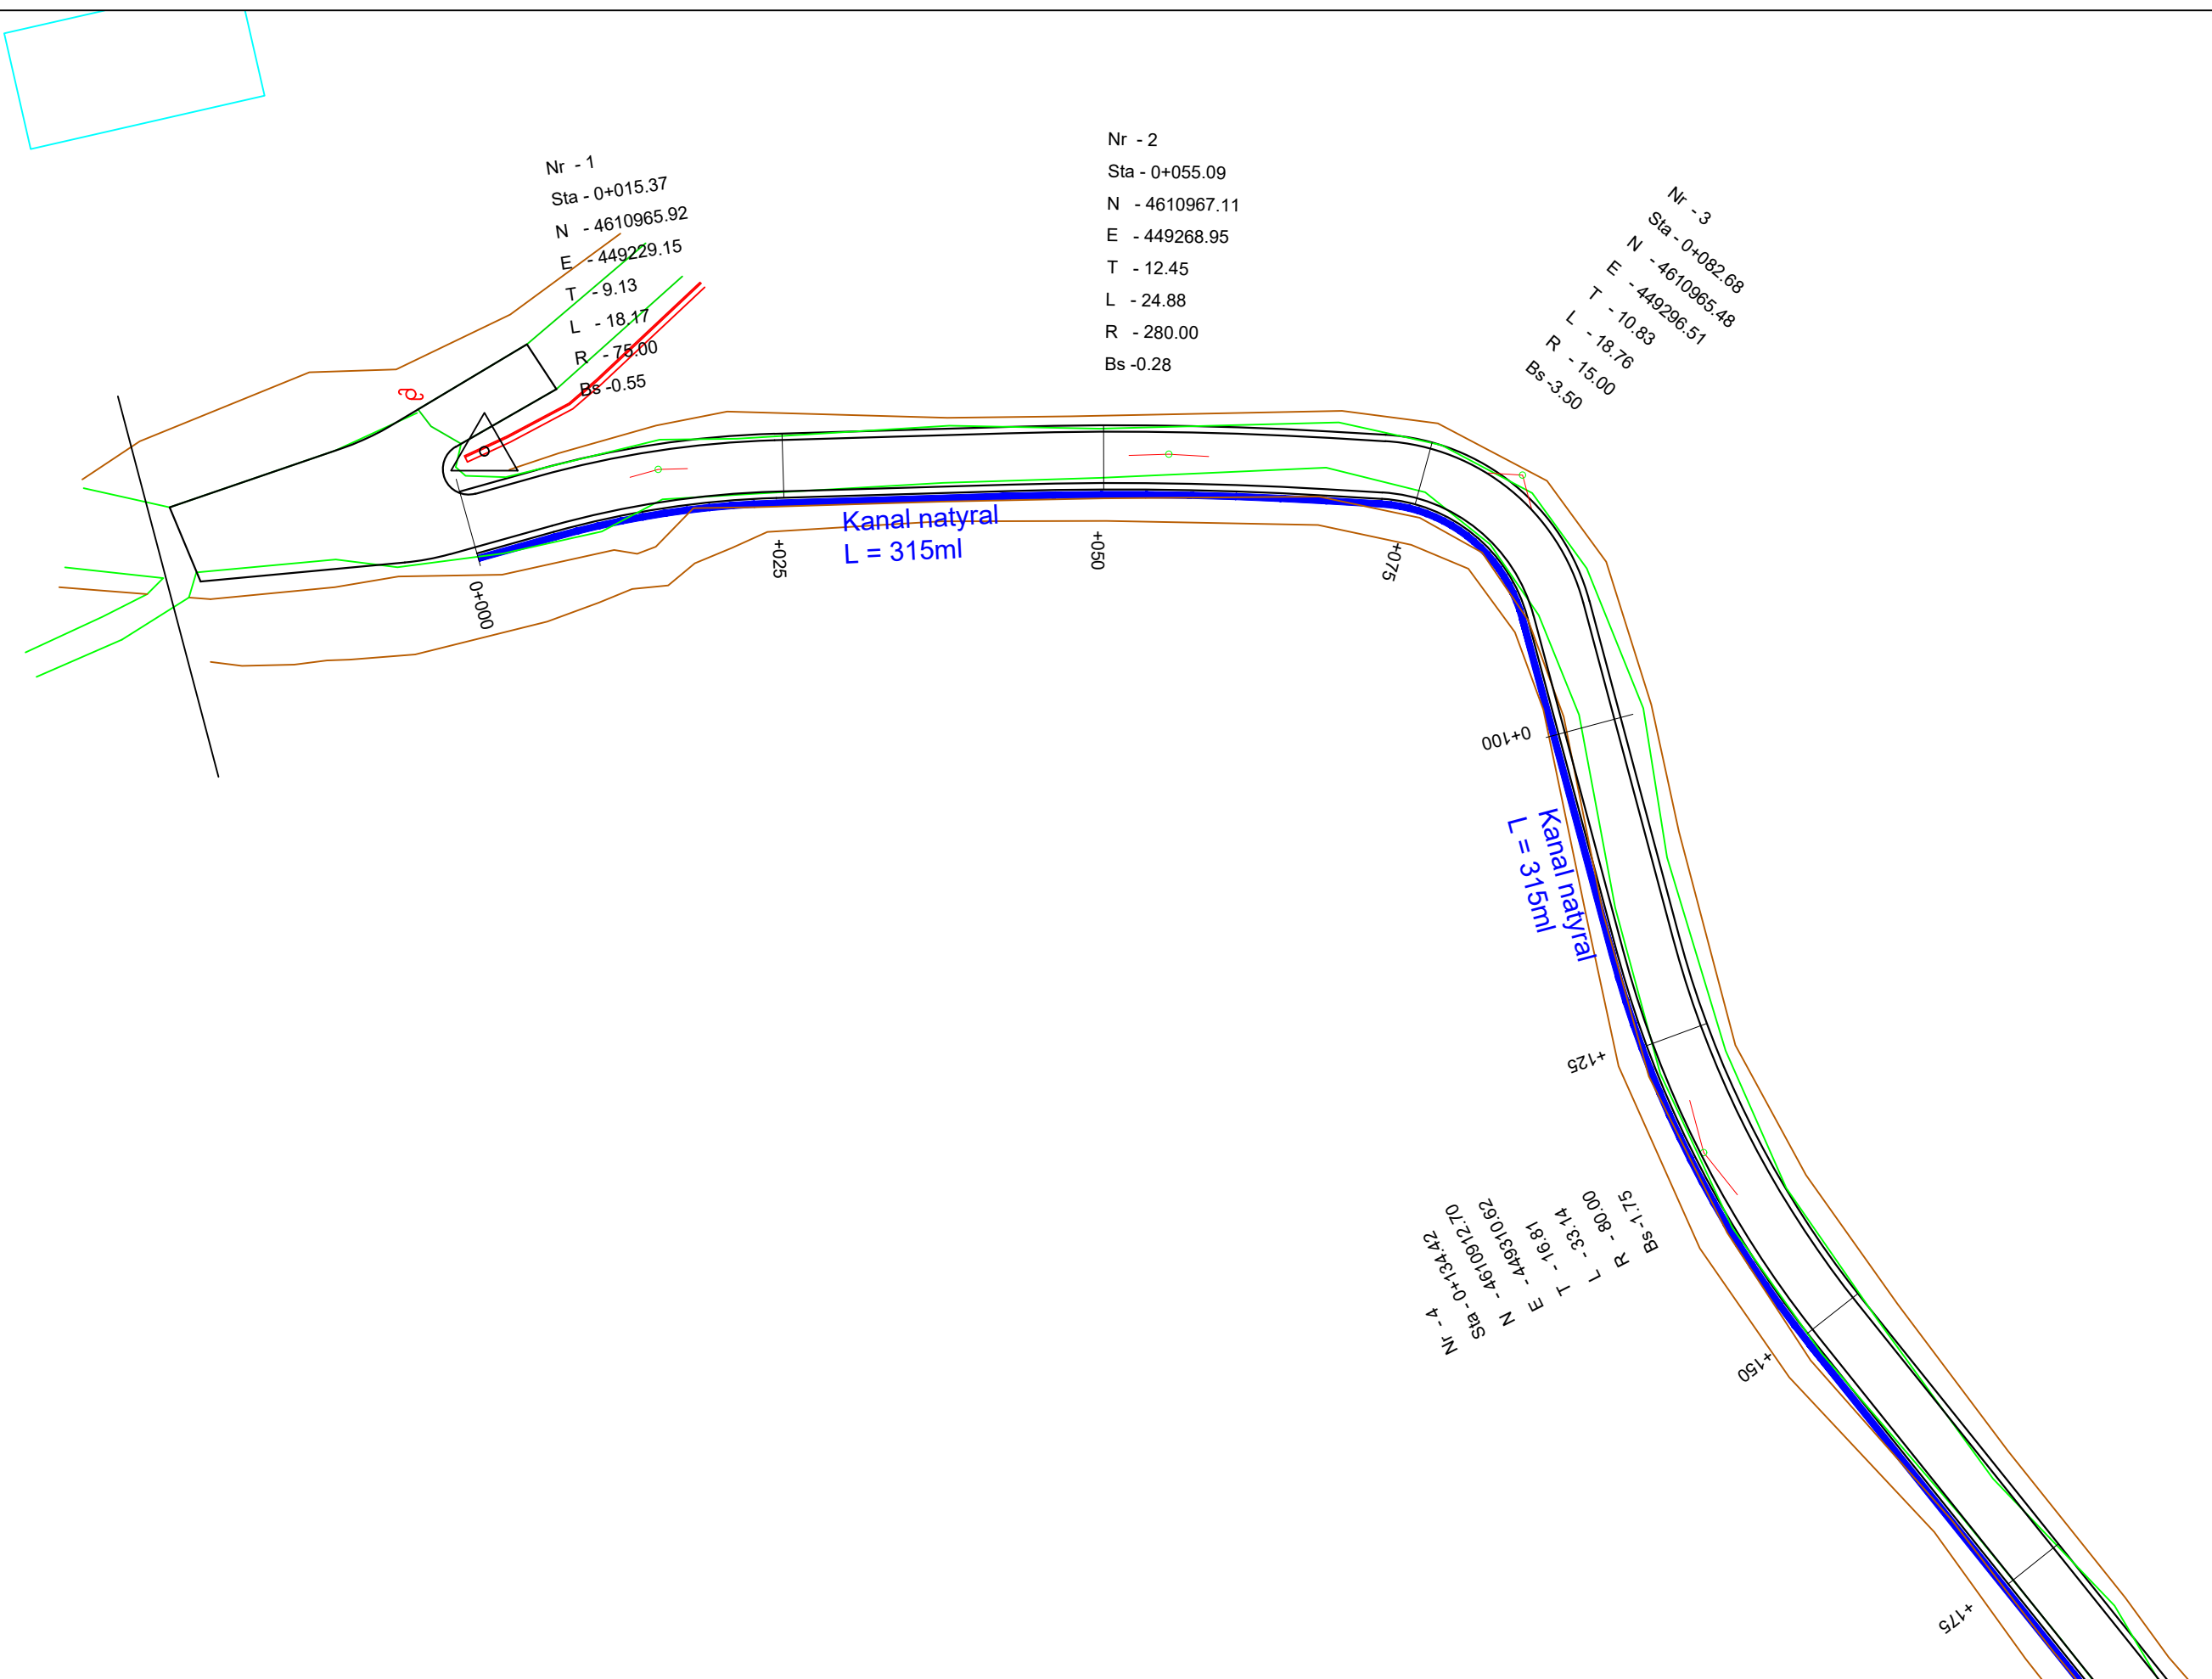 Nr - 1
Sta - 0+015.37
N - 4610965.92
E - 449229.15
T - 9.13
L - 18.17
R - 75.00
Bs -0.55
Nr - 2
Sta - 0+055.09
N - 4610967.11
E - 449268.95
T - 12.45
L - 24.88
R - 280.00
Bs -0.28
Nr - 3
Sta - 0+082.68
N - 4610965.48
E - 449296.51
T - 10.83
L - 18.76
R - 15.00
Bs -3.50
Kanal natyral
L = 315ml
0+000
+025
+050
+075
0+100
Kanal natyral
L = 315ml
+125
Nr - 4
Sta - 0+134.42
N - 4610912.70
E - 449310.62
T - 16.81
L - 33.14
R - 80.00
Bs -1.75
+150
+175